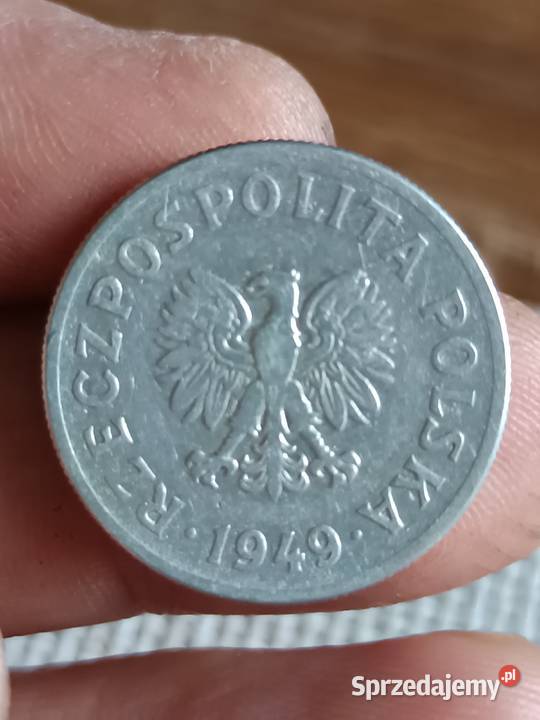 RZECZPOSPOLITA POLSKA
· 1949 ·
Sprzedajemy.pl